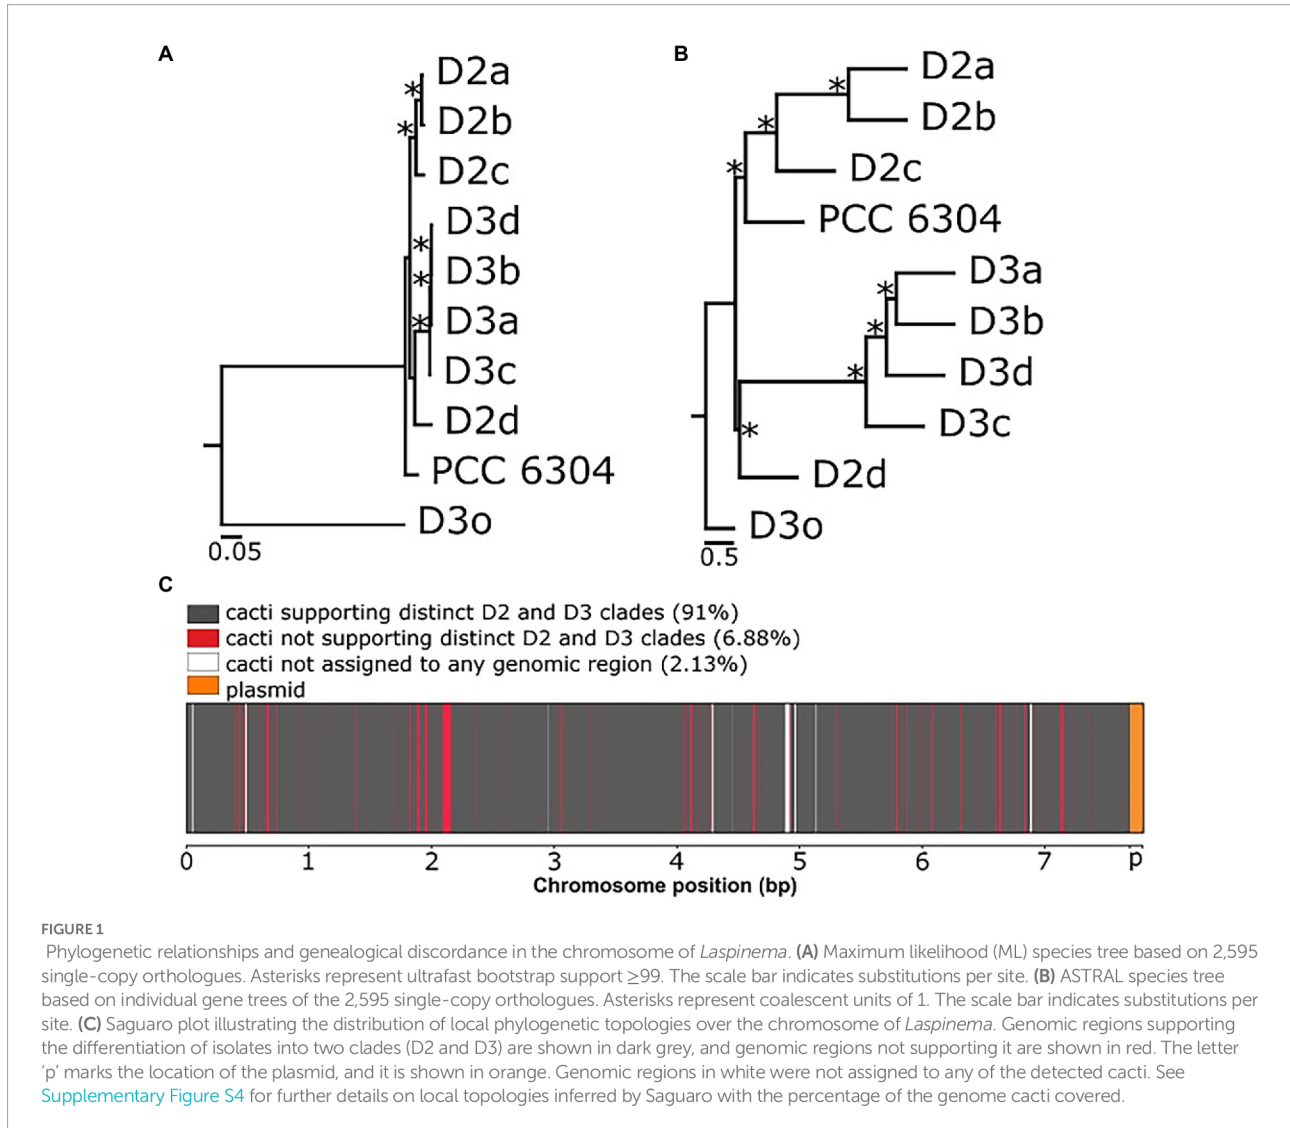 A
*
D2a
*
D2b
D2c
D3d
*
D3b
*
D3a
*
D3c
D2d
PCC 6304
D3o
0.05
B
D2a
*
D2b
*
D2c
*
PCC 6304
D3a
*
D3b
*
D3d
*
D3c
*
D2d
D3o
0.5
C
cacti supporting distinct D2 and D3 clades (91%)
cacti not supporting distinct D2 and D3 clades (6.88%)
cacti not assigned to any genomic region (2.13%)
plasmid
0 1 2 3 4 5 6 7 p
Chromosome position (bp)
FIGURE 1
Phylogenetic relationships and genealogical discordance in the chromosome of Laspinema. (A) Maximum likelihood (ML) species tree based on 2,595
single-copy orthologues. Asterisks represent ultrafast bootstrap support ≥99. The scale bar indicates substitutions per site. (B) ASTRAL species tree
based on individual gene trees of the 2,595 single-copy orthologues. Asterisks represent coalescent units of 1. The scale bar indicates substitutions per
site. (C) Saguaro plot illustrating the distribution of local phylogenetic topologies over the chromosome of Laspinema. Genomic regions supporting
the differentiation of isolates into two clades (D2 and D3) are shown in dark grey, and genomic regions not supporting it are shown in red. The letter
‘p’ marks the location of the plasmid, and it is shown in orange. Genomic regions in white were not assigned to any of the detected cacti. See
Supplementary Figure S4 for further details on local topologies inferred by Saguaro with the percentage of the genome cacti covered.